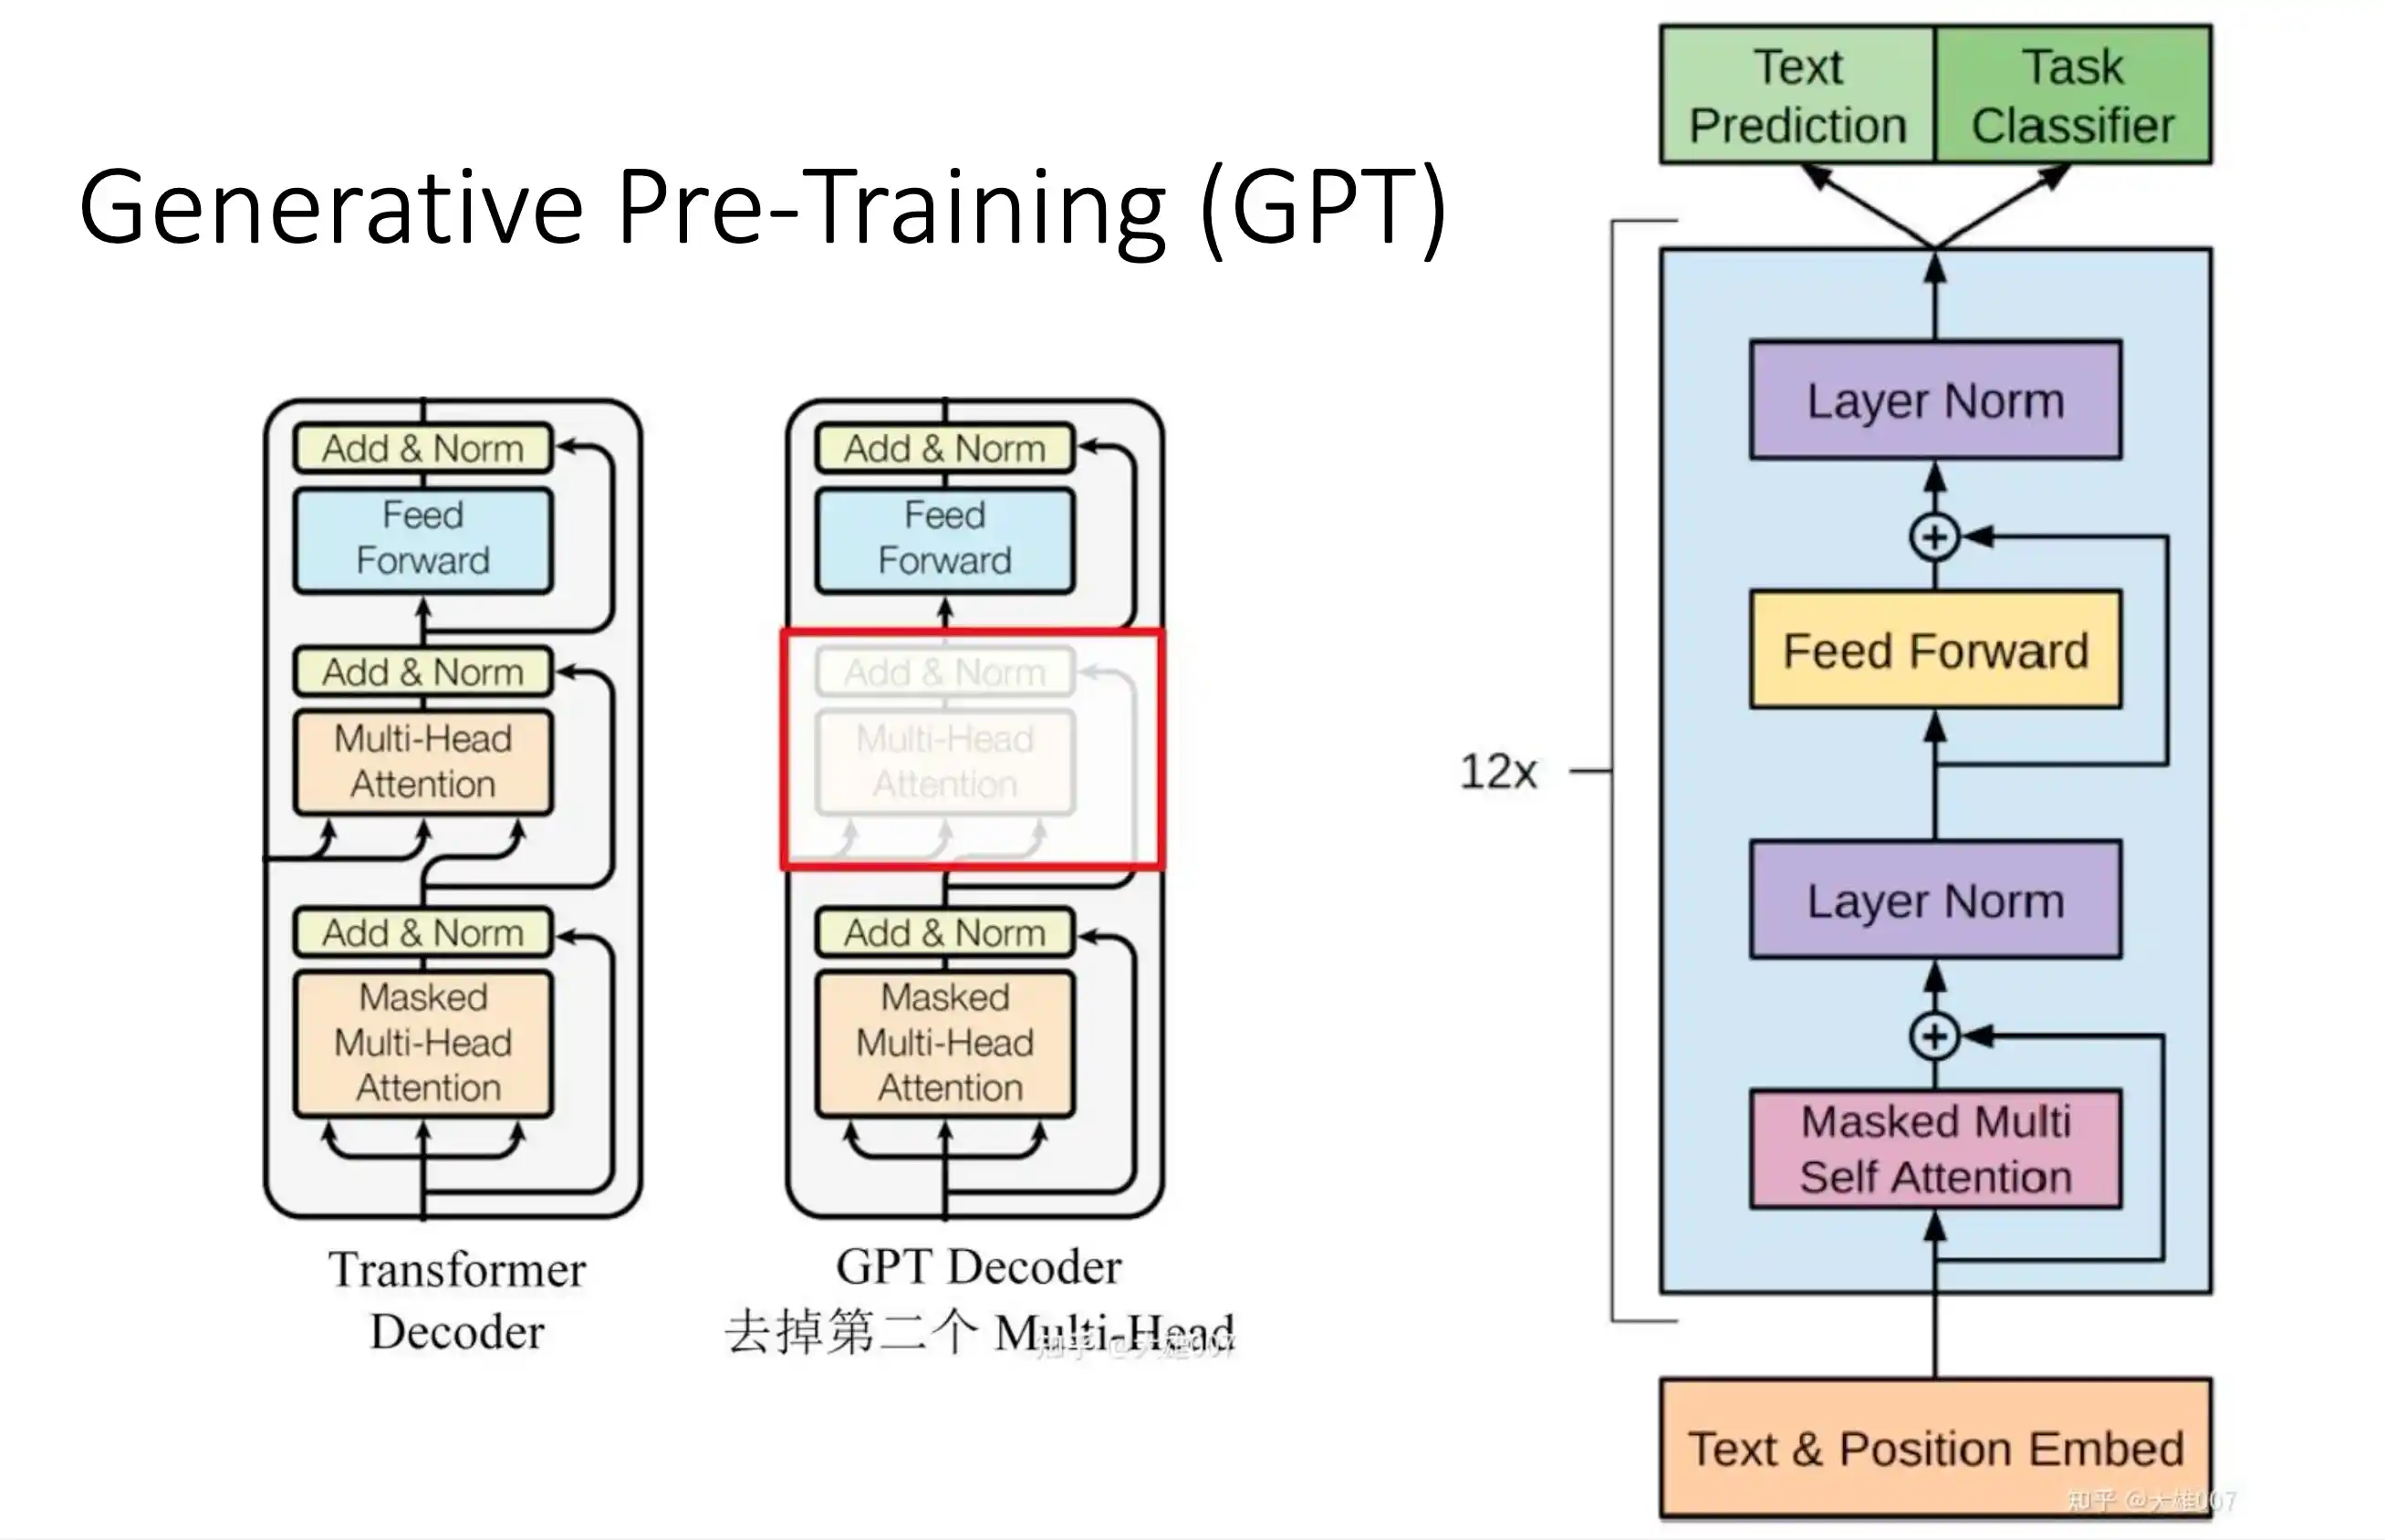 Generative Pre-Training (GPT)
Add & Norm
Feed
Forward
Add & Norm
Multi-Head
Attention
Add & Norm
Masked
Multi-Head
Attention
Transformer
Decoder
Add & Norm
Feed
Forward
Add & Norm
Multi-Head
Attention
Add & Norm
Masked
Multi-Head
Attention
GPT Decoder
去掉第二个 Multi-Head
知乎 @大雄007
Text
Prediction
Task
Classifier
12x
Layer Norm
Feed Forward
Layer Norm
Masked Multi
Self Attention
Text & Position Embed
知乎 @大雄007